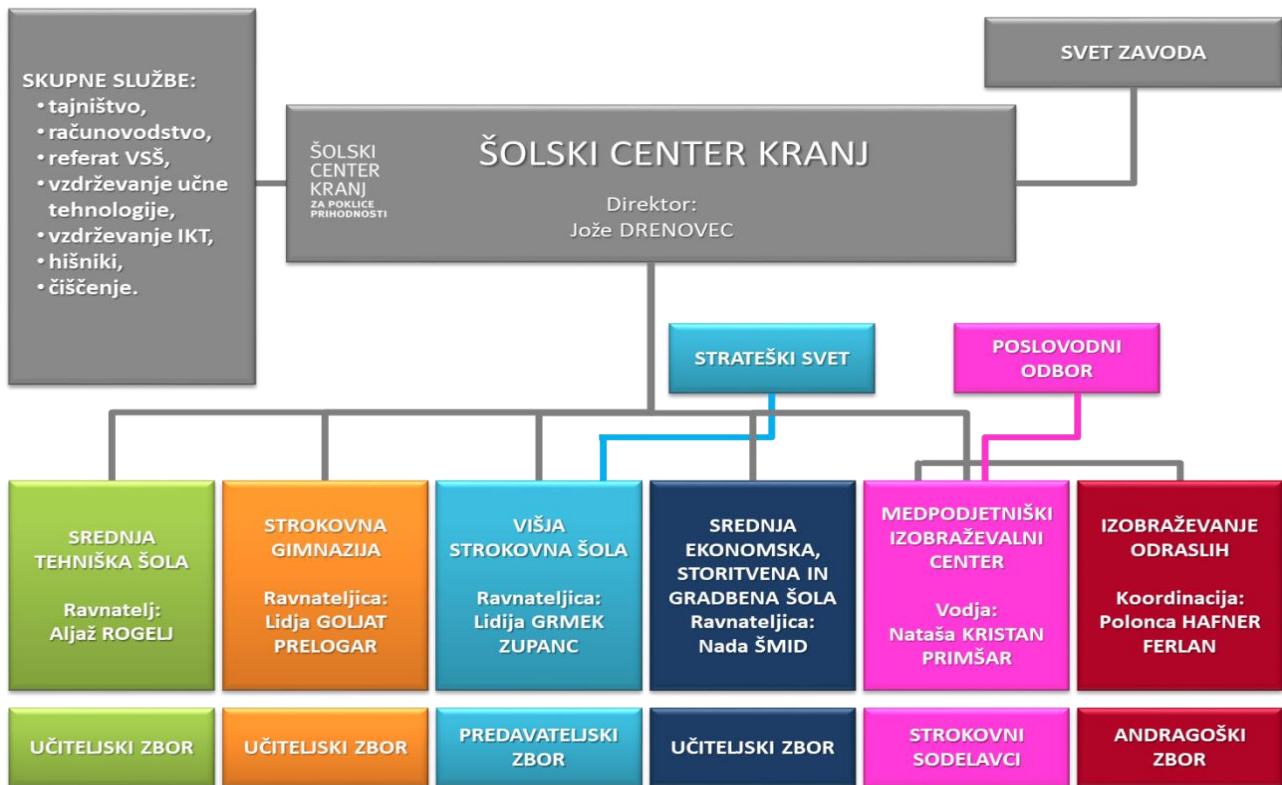 SKUPNE SLUŽBE:
• tajništvo,
• računovodstvo,
• referat VSŠ,
• vzdrževanje učne
tehnologije,
• vzdrževanje IKT,
• hišniki,
• čiščenje.
SVET ZAVODA
ŠOLSKI
CENTER
KRANJ
ZA POKLICE
PRIHODNOSTI
ŠOLSKI CENTER KRANJ
Direktor:
Jože DRENOVEC
STRATEŠKI SVET
POSLOVODNI
ODBOR
SREDNJA
TEHNIŠKA ŠOLA
Ravnatelj:
Aljaž ROGELJ
STROKOVNA
GIMNAZIJA
Ravnateljica:
Lidja GOLJAT
PRELOGAR
VIŠJA
STROKOVNA ŠOLA
Ravnateljica:
Lidija GRMEK
ZUPANC
SREDNJA
EKONOMSKA,
STORITVENA IN
GRADBENA ŠOLA
Ravnateljica:
Nada ŠMID
MEDPODJETNIŠKI
IZOBRAŽEVALNI
CENTER
Vodja:
Nataša KRISTAN
PRIMŠAR
IZOBRAŽEVANJE
ODRASLIH
Koordinacija:
Polonca HAFNER
FERLAN
UČITELJSKI ZBOR
UČITELJSKI ZBOR
PREDAVATELJSKI
ZBOR
UČITELJSKI ZBOR
STROKOVNI
SODELAVCI
ANDRAGOŠKI
ZBOR